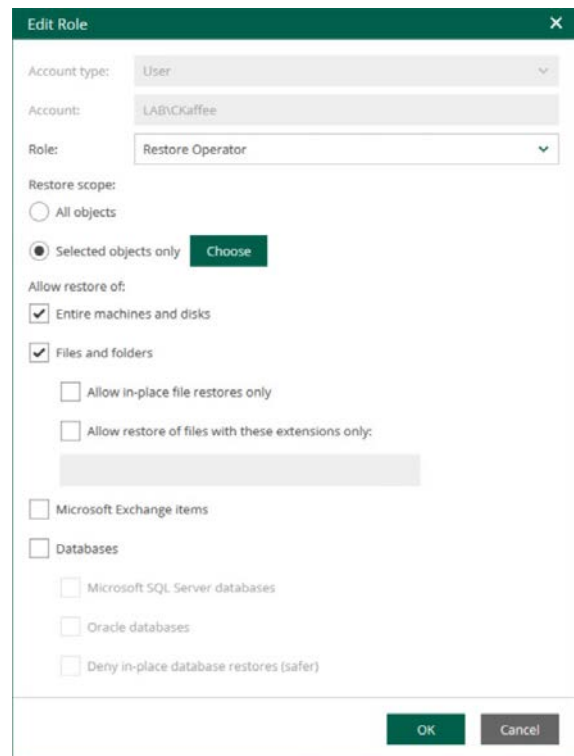 Edit Role
Account type: User
Account: LAB\CKaffee
Role: Restore Operator
Restore scope:
All objects
Selected objects only Choose
Allow restore of:
Entire machines and disks
Files and folders
Allow in-place file restores only
Allow restore of files with these extensions only:
Microsoft Exchange items
Databases
Microsoft SQL Server databases
Oracle databases
Deny in-place database restores (safer)
OK Cancel